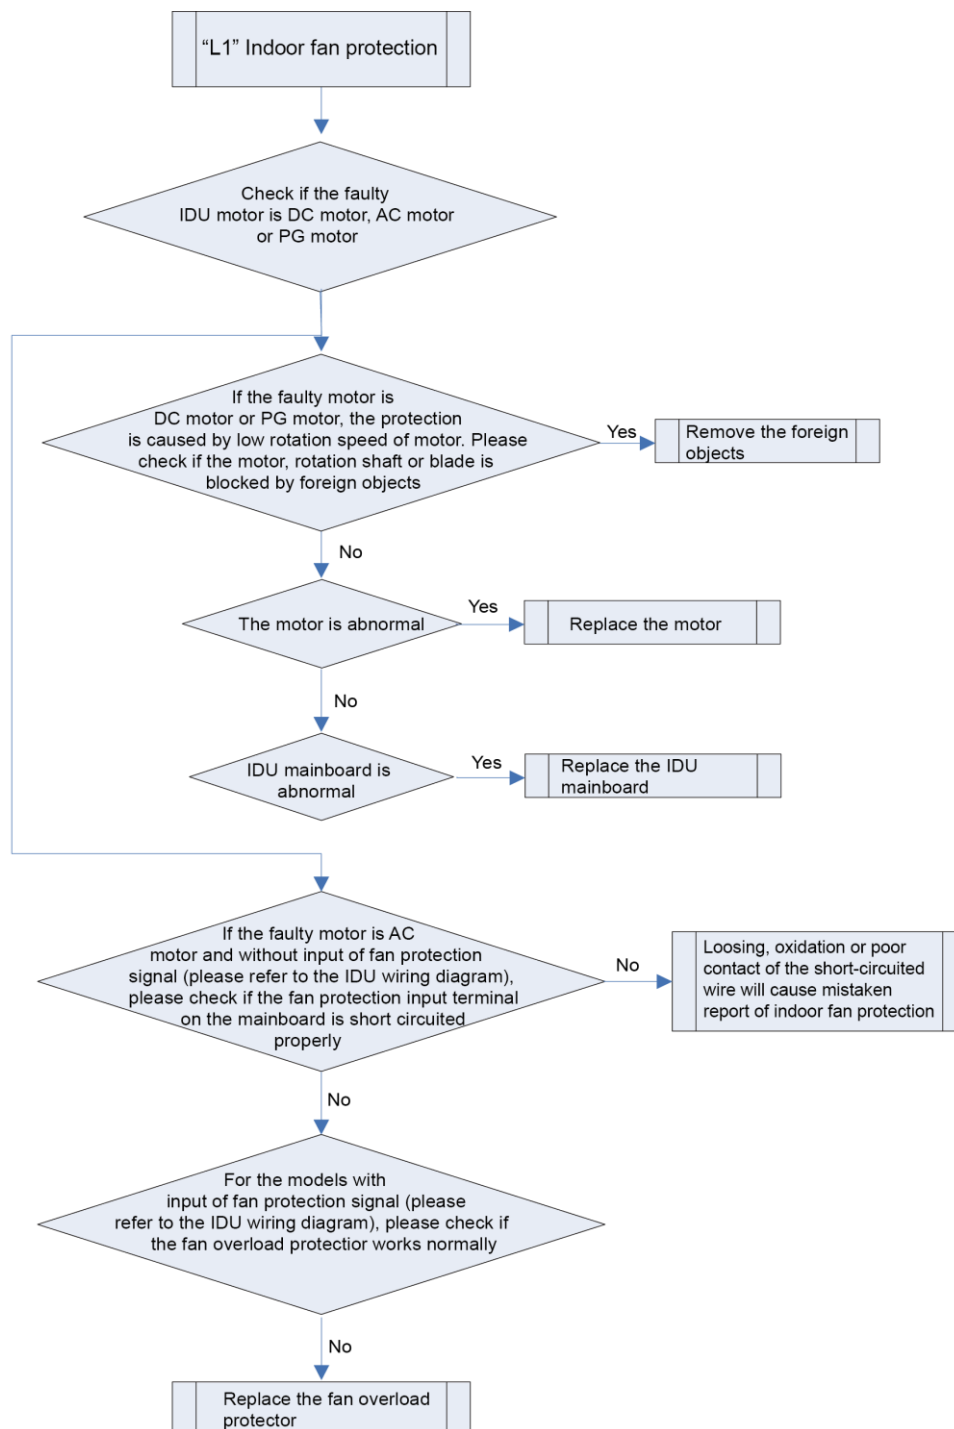 “L1” Indoor fan protection
Check if the faulty
IDU motor is DC motor, AC motor
or PG motor
If the faulty motor is
DC motor or PG motor, the protection
is caused by low rotation speed of motor. Please
check if the motor, rotation shaft or blade is
blocked by foreign objects
Yes
Remove the foreign
objects
No
The motor is abnormal
Yes
Replace the motor
No
IDU mainboard is
abnormal
Yes
Replace the IDU
mainboard
If the faulty motor is AC
motor and without input of fan protection
signal (please refer to the IDU wiring diagram),
please check if the fan protection input terminal
on the mainboard is short circuited
properly
No
Loosing, oxidation or poor
contact of the short-circuited
wire will cause mistaken
report of indoor fan protection
No
For the models with
input of fan protection signal (please
refer to the IDU wiring diagram), please check if
the fan overload protectior works normally
No
Replace the fan overload
protector